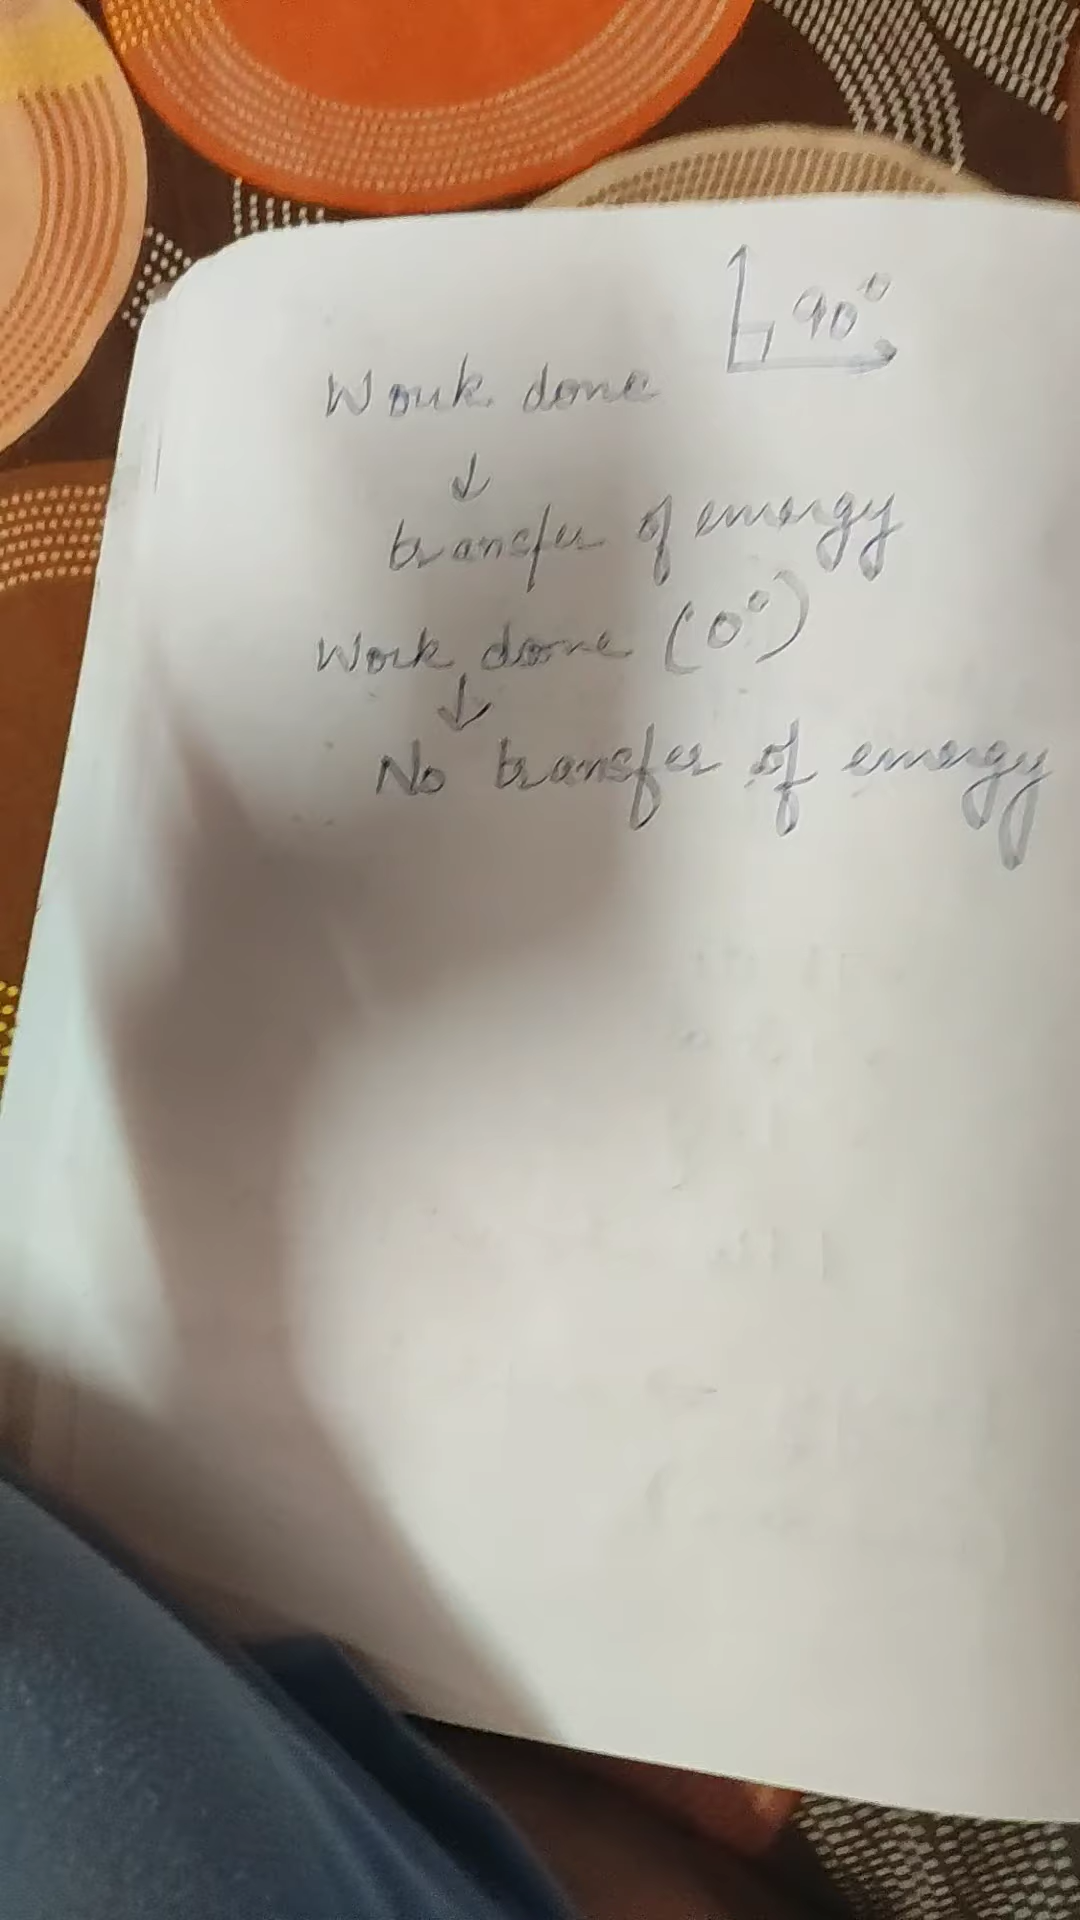 90°
Work done
↓
transfer of energy
Work done (0°)
↓
No transfer of energy